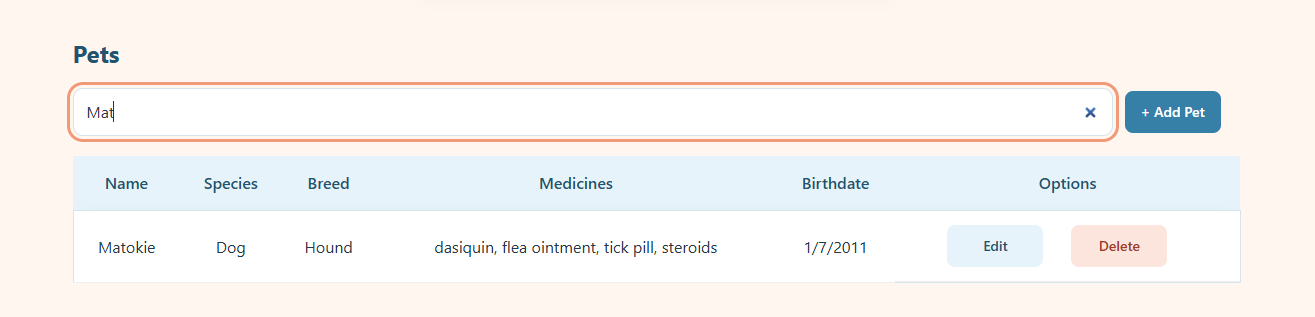 Pets
Mat
+ Add Pet
Name Species Breed Medicines Birthdate Options
Matokie Dog Hound dasiquin, flea ointment, tick pill, steroids 1/7/2011 Edit Delete